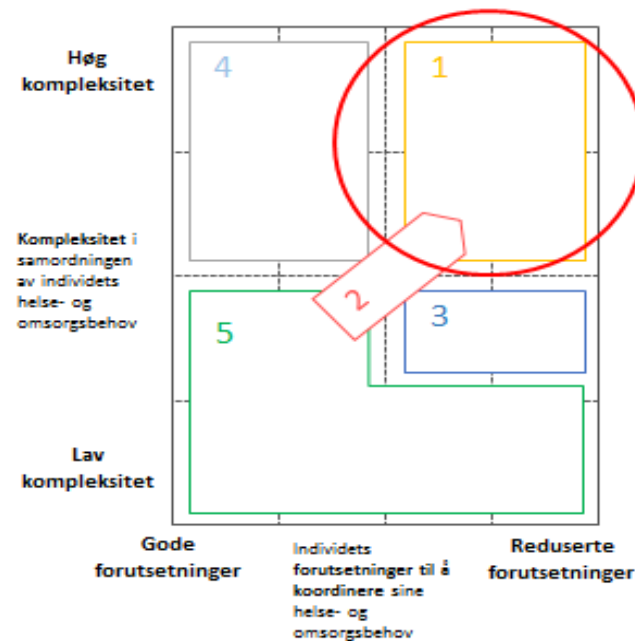 Høg
kompleksitet
4
1
Kompleksitet i
samordningen
av individets
helse- og
omsorgsbehov
2
3
5
Lav
kompleksitet
Gode
forutsetninger
Individets
forutsetninger til å
koordinere sine
helse- og
omsorgsbehov
Reduserte
forutsetninger